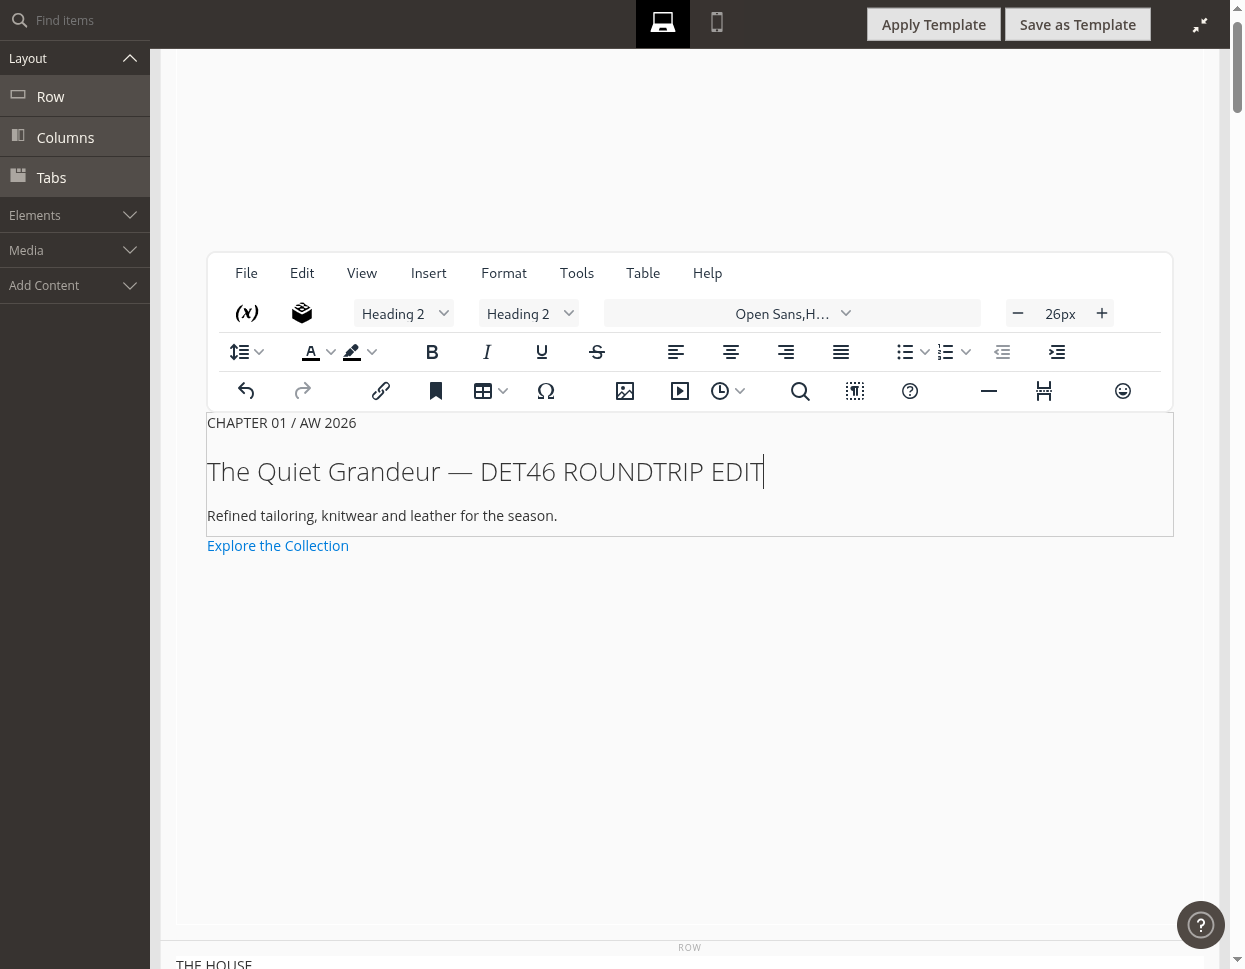 Find items
Apply Template
Save as Template
Layout
Row
Columns
Tabs
Elements
Media
Add Content
File Edit View Insert Format Tools Table Help
(x) Heading 2 Heading 2 Open Sans,H... 26px
CHAPTER 01 / AW 2026
The Quiet Grandeur — DET46 ROUNDTRIP EDIT
Refined tailoring, knitwear and leather for the season.
Explore the Collection
ROW
THE HOUSE